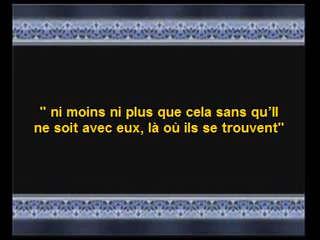 " ni moins ni plus que cela sans qu'Il
ne soit avec eux, là où ils se trouvent"